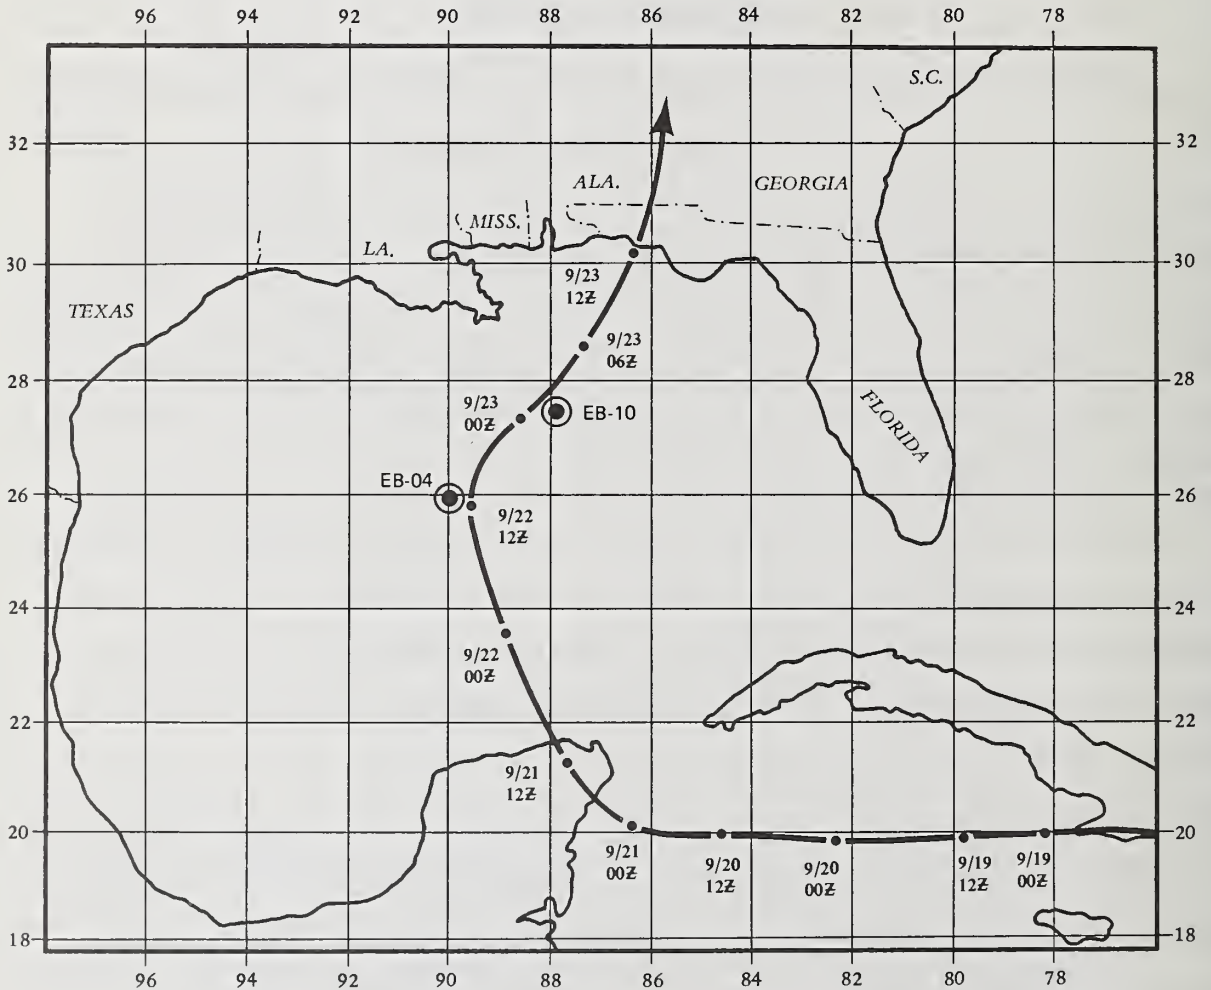 96 94 92 90 88 86 84 82 80 78
S.C.
32 32
ALA. GEORGIA
MISS.
LA.
30 30
9/23
12Z
TEXAS
9/23
06Z
28 28
9/23
00Z
EB-10
FLORIDA
EB-04
26 26
9/22
12Z
24 24
9/22
00Z
22 22
9/21
12Z
20 20
9/21
00Z
9/20
12Z
9/20
00Z
9/19
12Z
9/19
00Z
18 18
96 94 92 90 88 86 84 82 80 78